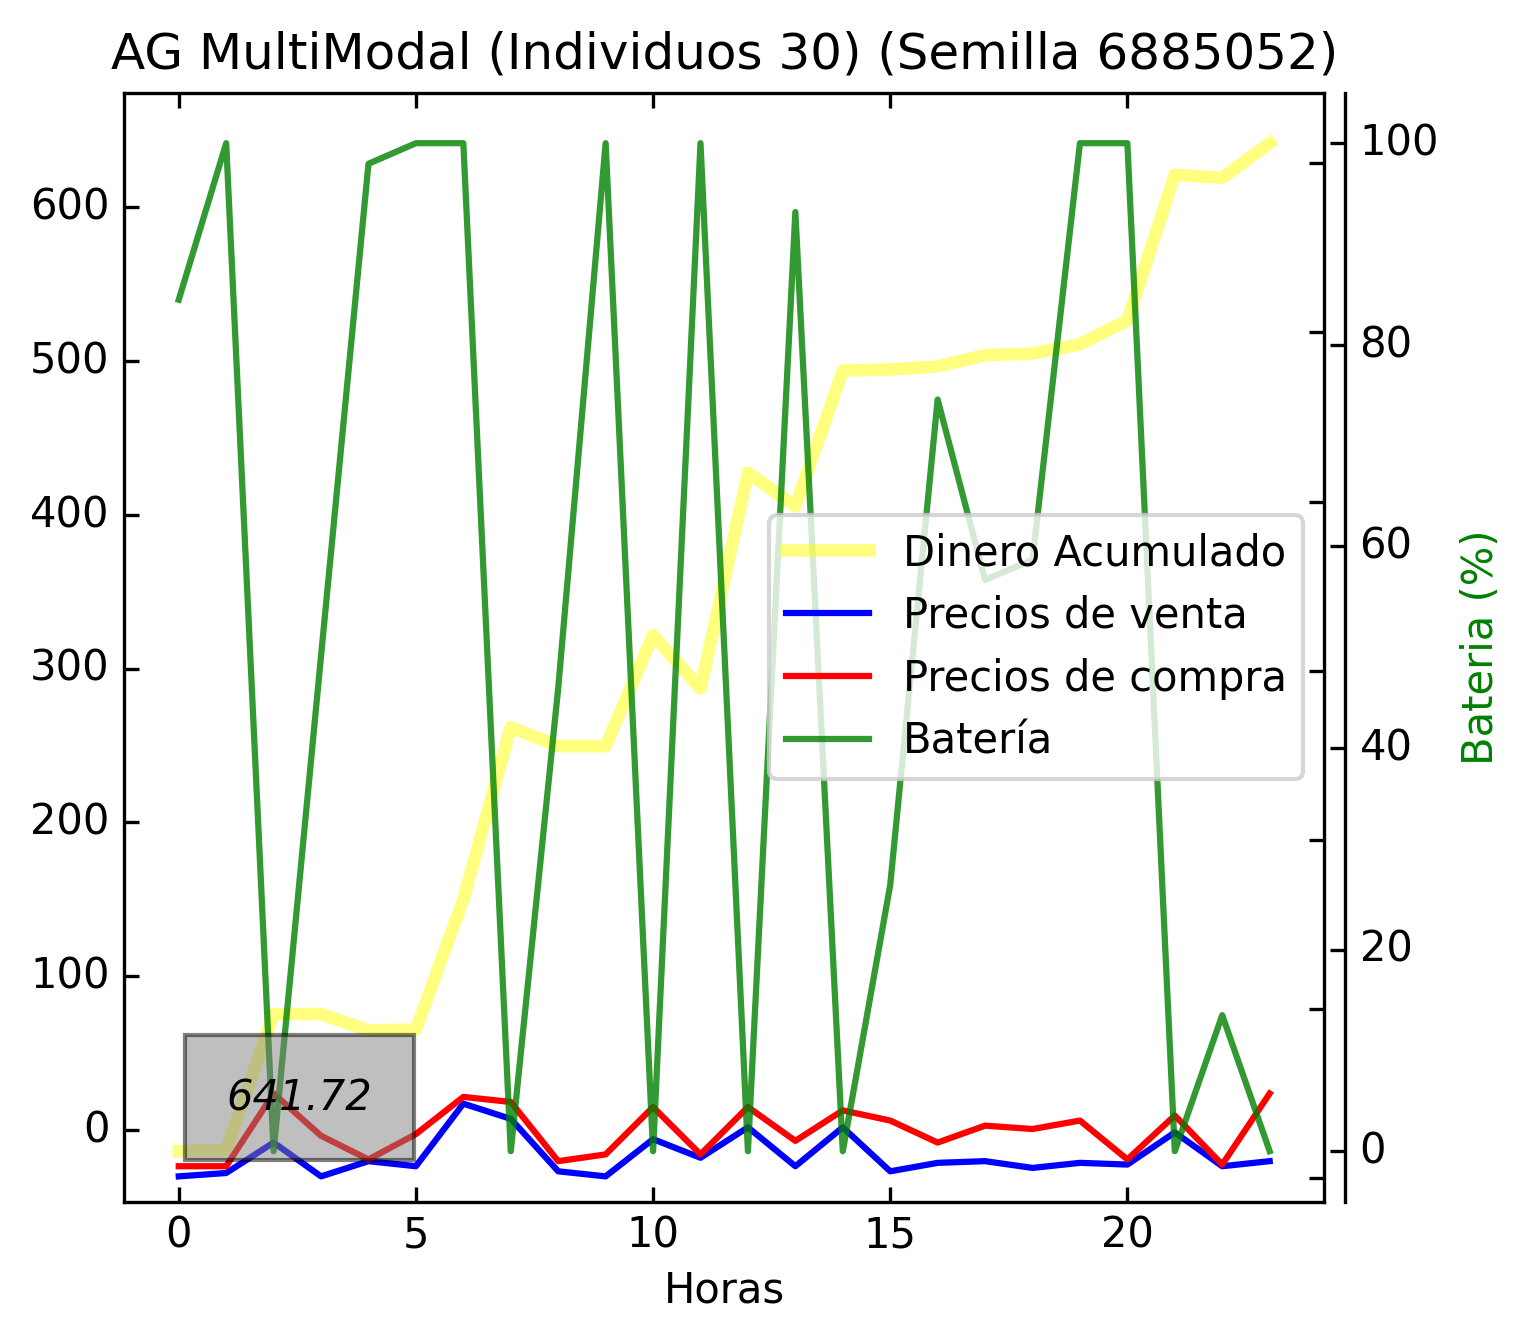 AG MultiModal (Individuos 30) (Semilla 6885052)
600
500
400
300
200
100
0
641.72
Dinero Acumulado
Precios de venta
Precios de compra
Batería
100
80
60
40
20
0
Bateria (%)
0 5 10 15 20
Horas